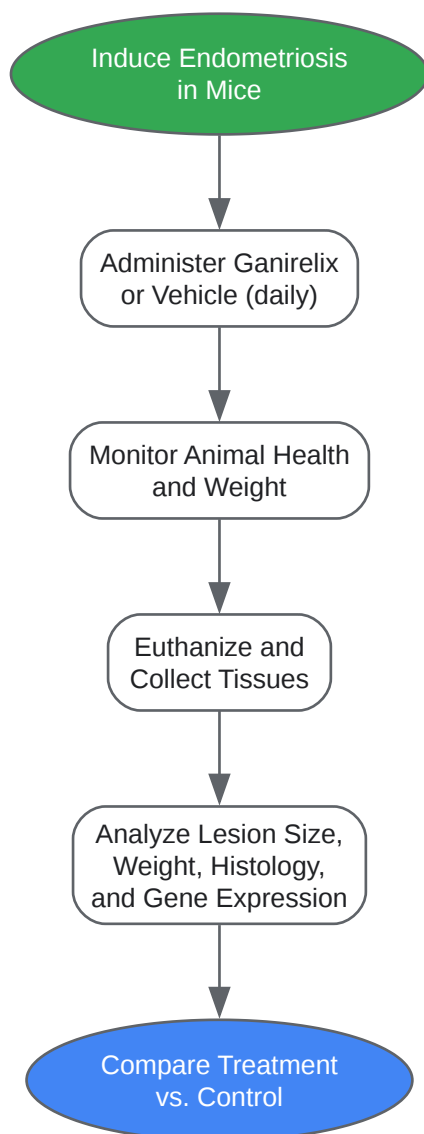 Induce Endometriosis
in Mice
Administer Ganirelix
or Vehicle (daily)
Monitor Animal Health
and Weight
Euthanize and
Collect Tissues
Analyze Lesion Size,
Weight, Histology,
and Gene Expression
Compare Treatment
vs. Control